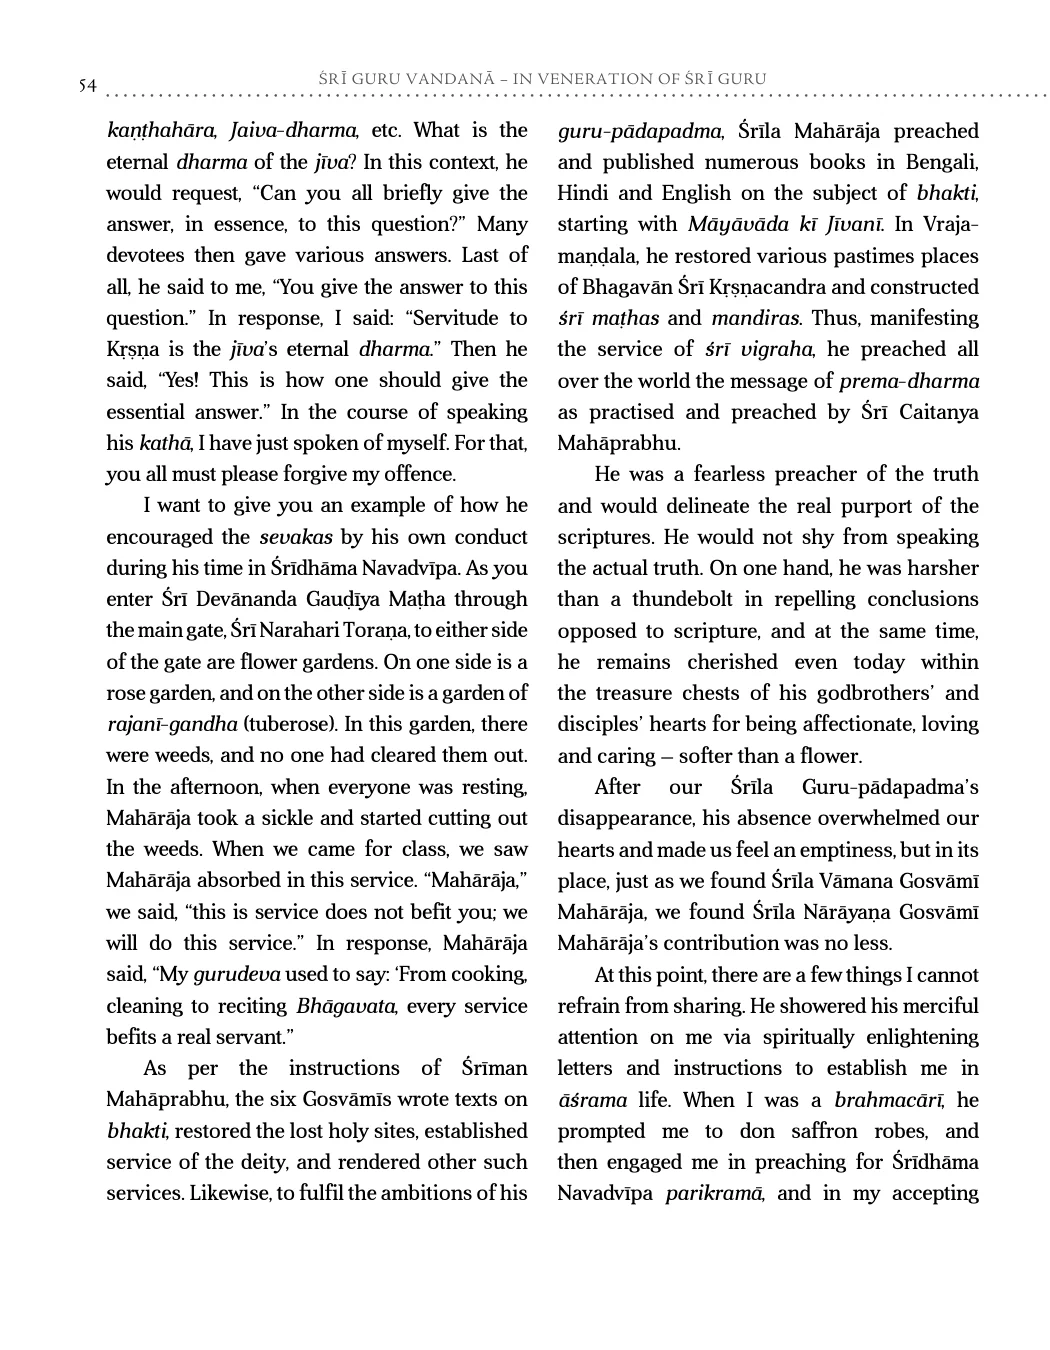 54
ŚRĪ GURU VANDANĀ – IN VENERATION OF ŚRĪ GURU
kaṇṭhahāra, Jaiva-dharma, etc. What is the
eternal dharma of the jīva? In this context, he
would request, “Can you all briefly give the
answer, in essence, to this question?” Many
devotees then gave various answers. Last of
all, he said to me, “You give the answer to this
question.” In response, I said: “Servitude to
Kṛṣṇa is the jīva’s eternal dharma.” Then he
said, “Yes! This is how one should give the
essential answer.” In the course of speaking
his kathā, I have just spoken of myself. For that,
you all must please forgive my offence.
I want to give you an example of how he
encouraged the sevakas by his own conduct
during his time in Śrīdhāma Navadvīpa. As you
enter Śrī Devānanda Gauḍīya Maṭha through
the main gate, Śrī Narahari Toraṇa, to either side
of the gate are flower gardens. On one side is a
rose garden, and on the other side is a garden of
rajanī-gandha (tuberose). In this garden, there
were weeds, and no one had cleared them out.
In the afternoon, when everyone was resting,
Mahārāja took a sickle and started cutting out
the weeds. When we came for class, we saw
Mahārāja absorbed in this service. “Mahārāja,”
we said, “this is service does not befit you; we
will do this service.” In response, Mahārāja
said, “My gurudeva used to say: ‘From cooking,
cleaning to reciting Bhāgavata, every service
befits a real servant.”
As per the instructions of Śrīman
Mahāprabhu, the six Gosvāmīs wrote texts on
bhakti, restored the lost holy sites, established
service of the deity, and rendered other such
services. Likewise, to fulfil the ambitions of his
guru-pādapadma, Śrīla Mahārāja preached
and published numerous books in Bengali,
Hindi and English on the subject of bhakti,
starting with Māyāvāda kī Jīvanī. In Vraja-
maṇḍala, he restored various pastimes places
of Bhagavān Śrī Kṛṣṇacandra and constructed
śrī maṭhas and mandiras. Thus, manifesting
the service of śrī vigraha, he preached all
over the world the message of prema-dharma
as practised and preached by Śrī Caitanya
Mahāprabhu.
He was a fearless preacher of the truth
and would delineate the real purport of the
scriptures. He would not shy from speaking
the actual truth. On one hand, he was harsher
than a thundebolt in repelling conclusions
opposed to scripture, and at the same time,
he remains cherished even today within
the treasure chests of his godbrothers’ and
disciples’ hearts for being affectionate, loving
and caring – softer than a flower.
After our Śrīla Guru-pādapadma’s
disappearance, his absence overwhelmed our
hearts and made us feel an emptiness, but in its
place, just as we found Śrīla Vāmana Gosvāmī
Mahārāja, we found Śrīla Nārāyaṇa Gosvāmī
Mahārāja’s contribution was no less.
At this point, there are a few things I cannot
refrain from sharing. He showed his merciful
attention on me via spiritually enlightening
letters and instructions to establish me in
āśrama life. When I was a brahmacārī, he
prompted me to don saffron robes, and
then engaged me in preaching for Śrīdhāma
Navadvīpa parikramā, and in my accepting